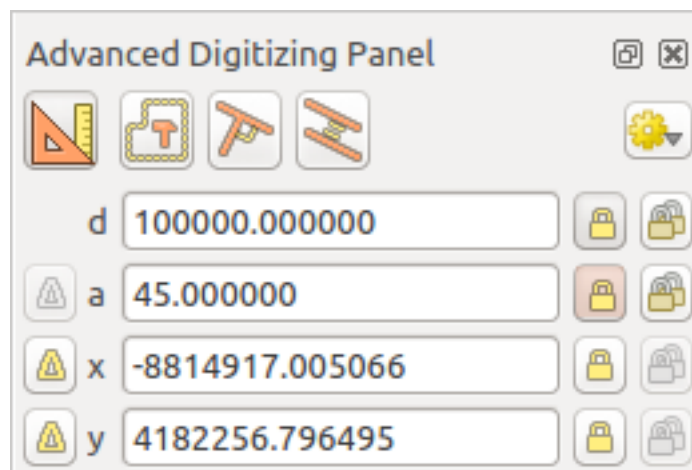 Advanced Digitizing Panel
d 100000.000000
a 45.000000
x -8814917.005066
y 4182256.796495